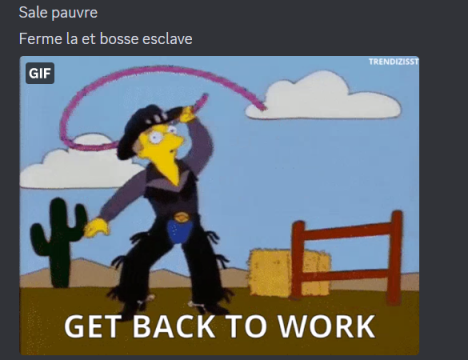 Sale pauvre
Ferme la et bosse esclave
GIF
TRENDIZISST
GET BACK TO WORK